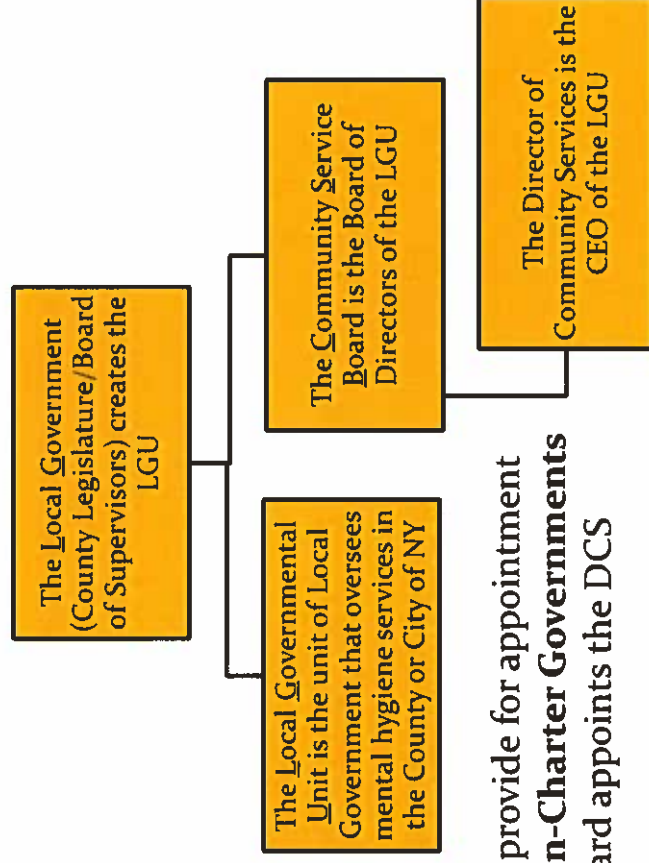 The Local Government
(County Legislature/Board
of Supervisors) creates the
LGU
The Local Governmental
Unit is the unit of Local
Government that oversees
mental hygiene services in
the County or City of NY
The Community Service
Board is the Board of
Directors of the LGU
The Director of
Community Services is the
CEO of the LGU
provide for appointment
n-Charter Governments
ard appoints the DCS